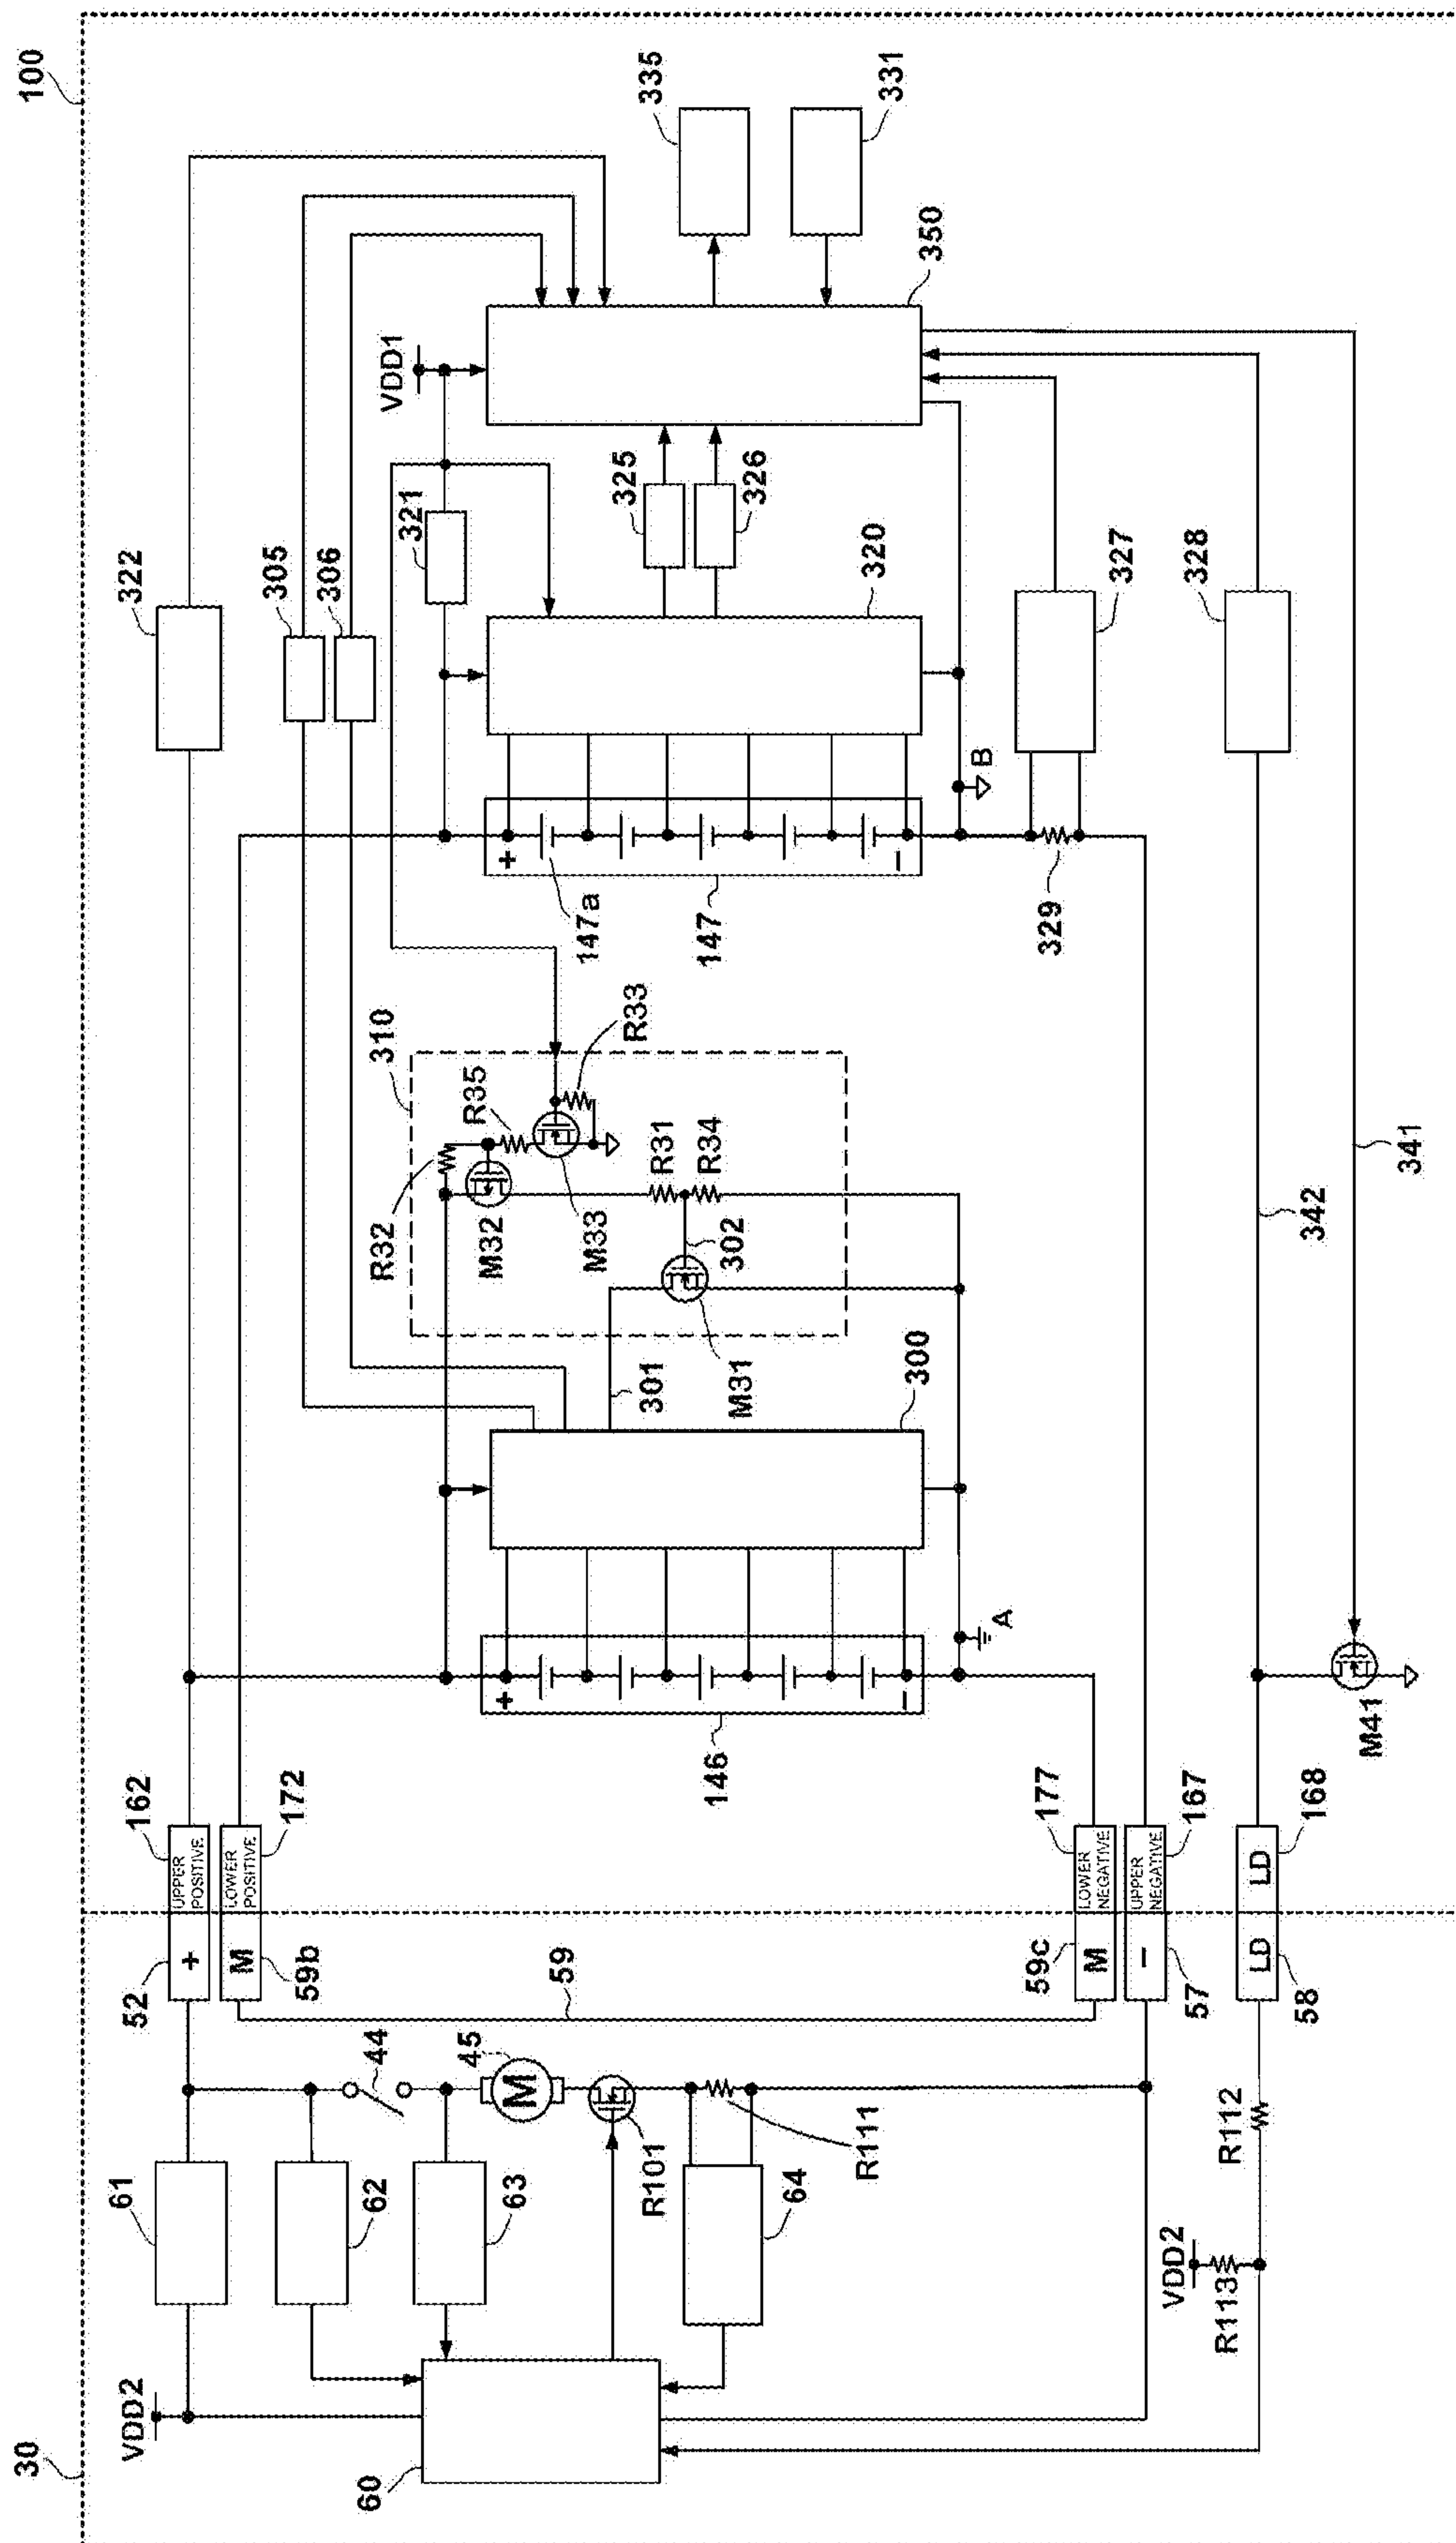 100
335
331
322
305
306
VDD1
350
321
325
326
320
327
328
B
+
−
147a
147
329
310
R33
R35
R32
M32
M33
R31
R34
302
M31
301
300
341
342
A
+
−
146
M41
162
172
177
167
168
UPPER
POSITIVE
LOWER
POSITIVE
LOWER
NEGATIVE
UPPER
NEGATIVE
LD
52
+
M
59b
59
59c
M
−
57
LD
58
44
45
M
R101
R111
R112
61
62
63
64
VDD2
R113
VDD2
30
60